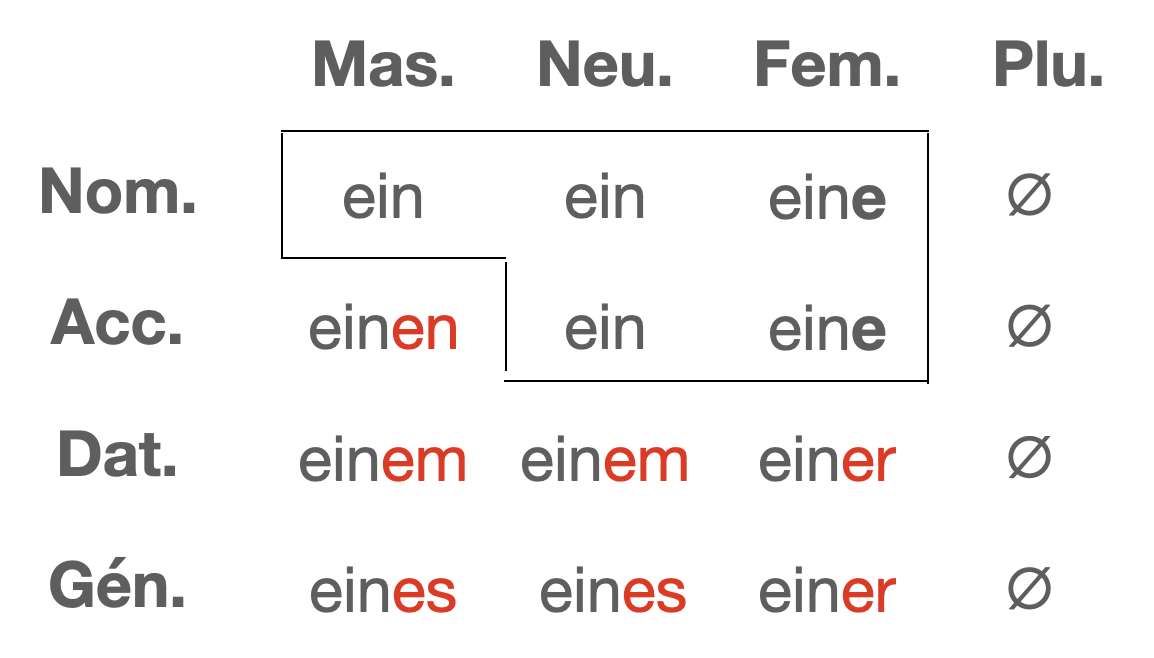 Mas. Neu. Fem. Plu.
Nom. ein ein eine Ø
Acc. einen ein eine Ø
Dat. einem einem einer Ø
Gén. eines eines einer Ø